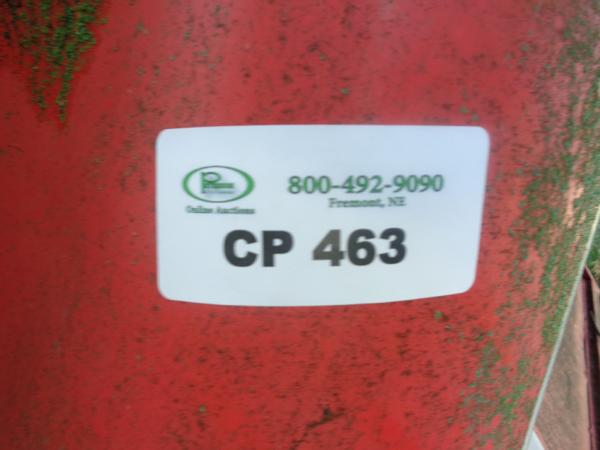 800-492-9090
Fremont, NE
Online Auctions
CP 463